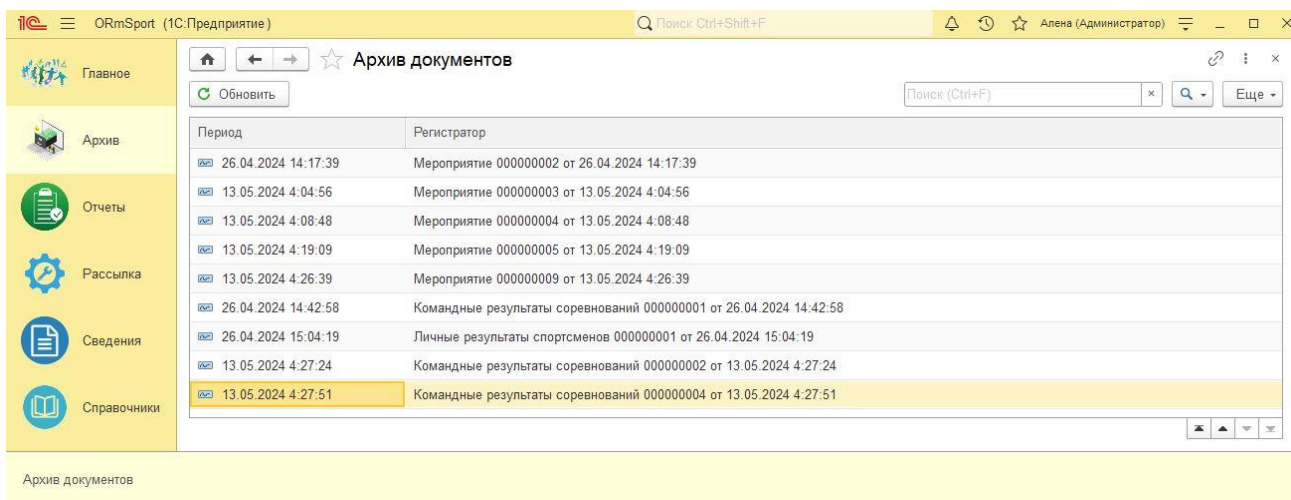 1С ORmSport (1С:Предприятие) Поиск Ctrl+Shift+F Алена (Администратор)
Главное
Архив
Отчеты
Рассылка
Сведения
Справочники
Архив документов
Обновить Поиск (Ctrl+F) Еще
Период Регистратор
26.04.2024 14:17:39 Мероприятие 000000002 от 26.04.2024 14:17:39
13.05.2024 4:04:56 Мероприятие 000000003 от 13.05.2024 4:04:56
13.05.2024 4:08:48 Мероприятие 000000004 от 13.05.2024 4:08:48
13.05.2024 4:19:09 Мероприятие 000000005 от 13.05.2024 4:19:09
13.05.2024 4:26:39 Мероприятие 000000009 от 13.05.2024 4:26:39
26.04.2024 14:42:58 Командные результаты соревнований 000000001 от 26.04.2024 14:42:58
26.04.2024 15:04:19 Личные результаты спортсменов 000000001 от 26.04.2024 15:04:19
13.05.2024 4:27:24 Командные результаты соревнований 000000002 от 13.05.2024 4:27:24
13.05.2024 4:27:51 Командные результаты соревнований 000000004 от 13.05.2024 4:27:51
Архив документов